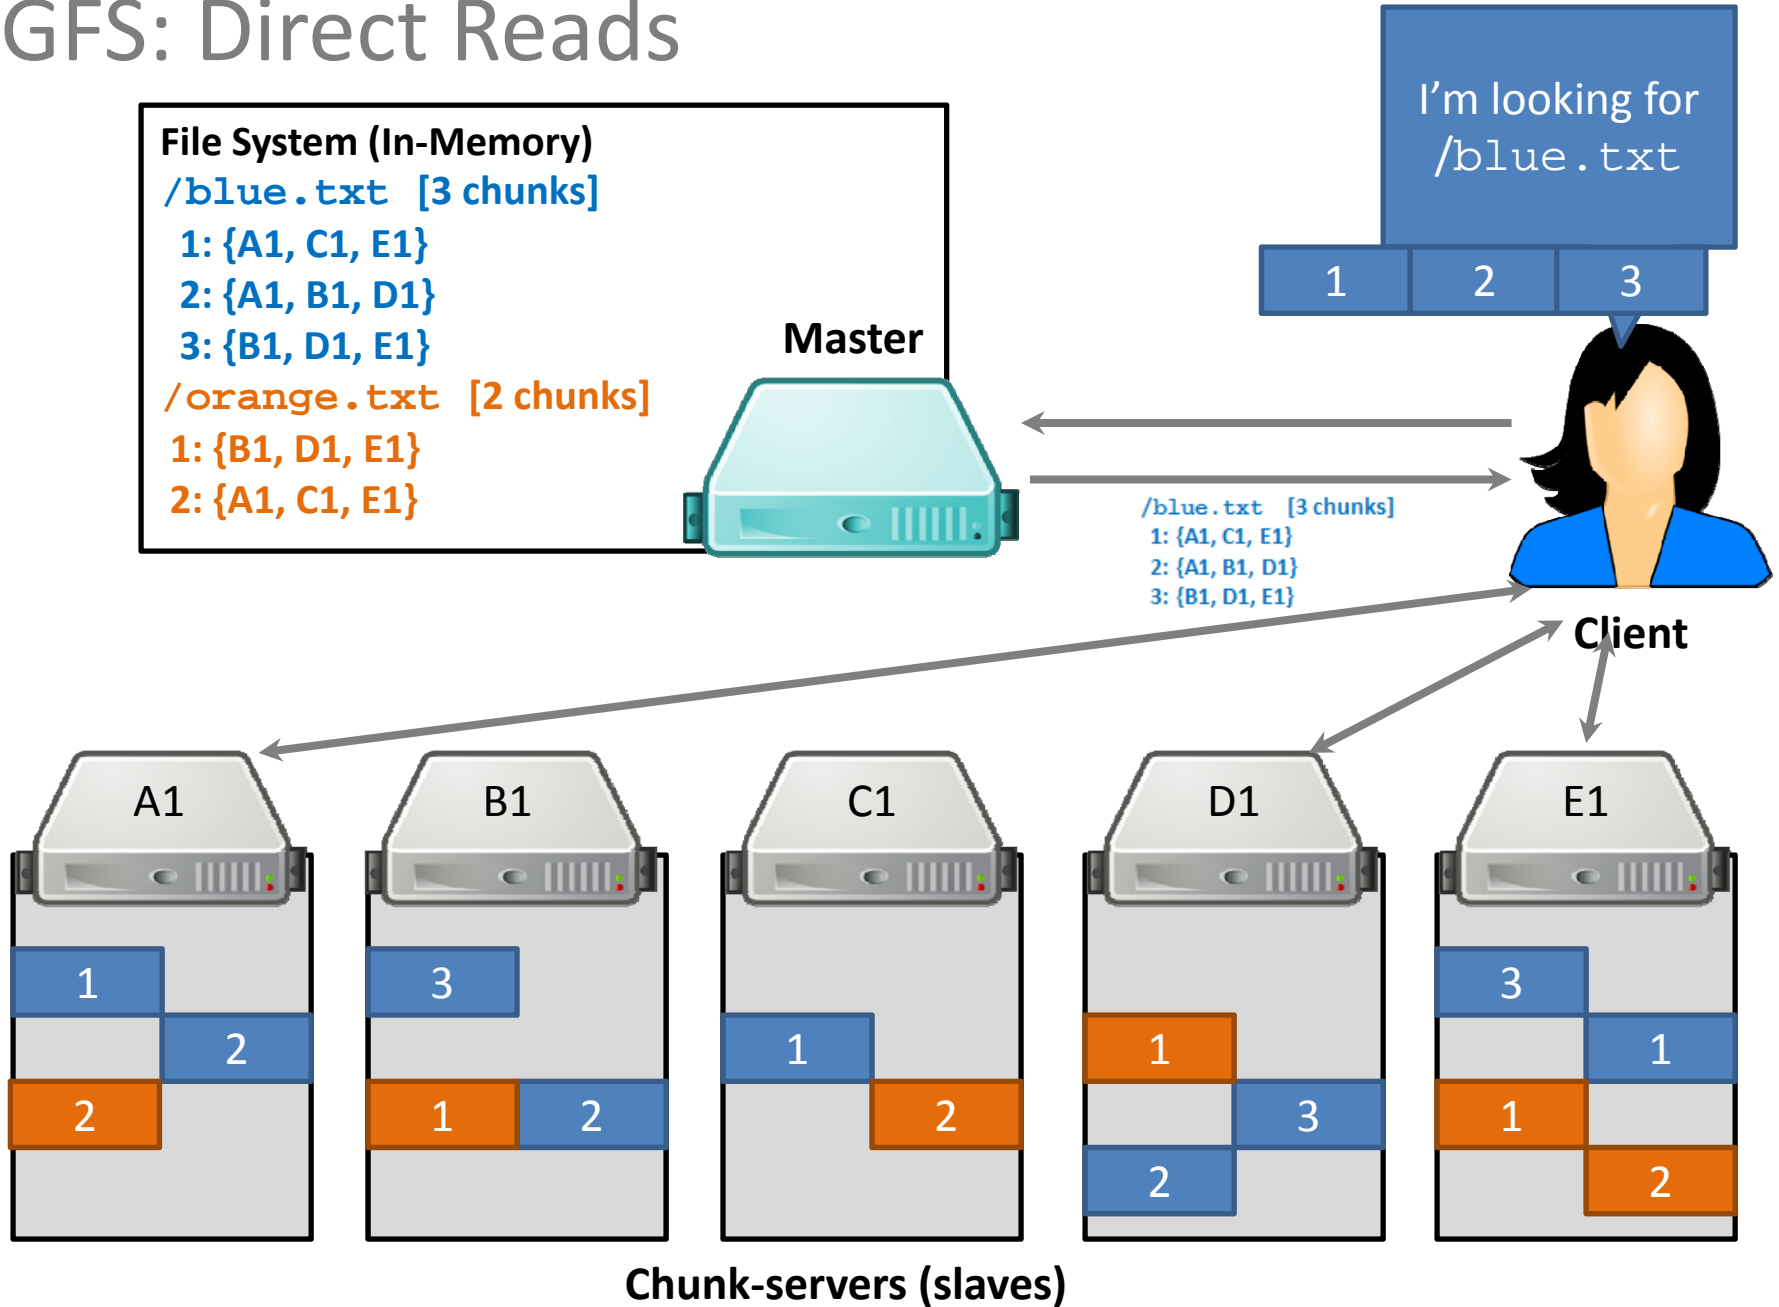 GFS: Direct Reads
File System (In-Memory)
/blue.txt [3 chunks]
1: {A1, C1, E1}
2: {A1, B1, D1}
3: {B1, D1, E1}
/orange.txt [2 chunks]
1: {B1, D1, E1}
2: {A1, C1, E1}
Master
I’m looking for
/blue.txt
1 2 3
/blue.txt [3 chunks]
1: {A1, C1, E1}
2: {A1, B1, D1}
3: {B1, D1, E1}
Client
A1 B1 C1 D1 E1
1 3 3
2 1 1 1
2 1 2 2 3 1
2 2
Chunk-servers (slaves)